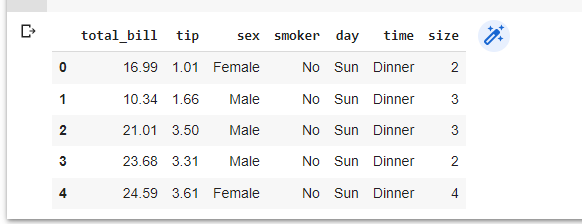 total_bill tip sex smoker day time size
0 16.99 1.01 Female No Sun Dinner 2
1 10.34 1.66 Male No Sun Dinner 3
2 21.01 3.50 Male No Sun Dinner 3
3 23.68 3.31 Male No Sun Dinner 2
4 24.59 3.61 Female No Sun Dinner 4